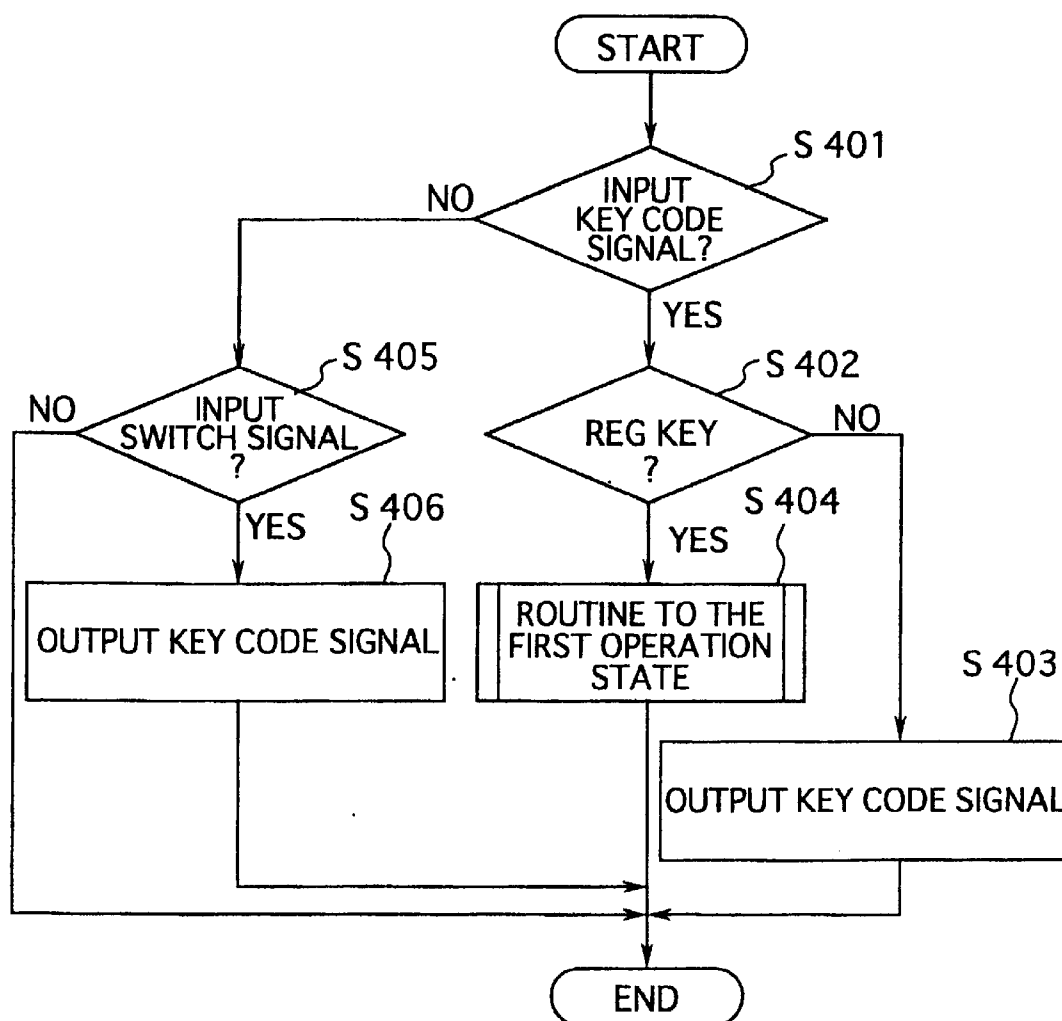 START
S 401
INPUT
KEY CODE
SIGNAL?
NO
YES
S 405
INPUT
SWITCH SIGNAL
?
NO
YES
S 402
REG KEY
?
NO
YES
S 406
OUTPUT KEY CODE SIGNAL
S 404
ROUTINE TO THE
FIRST OPERATION
STATE
S 403
OUTPUT KEY CODE SIGNAL
END